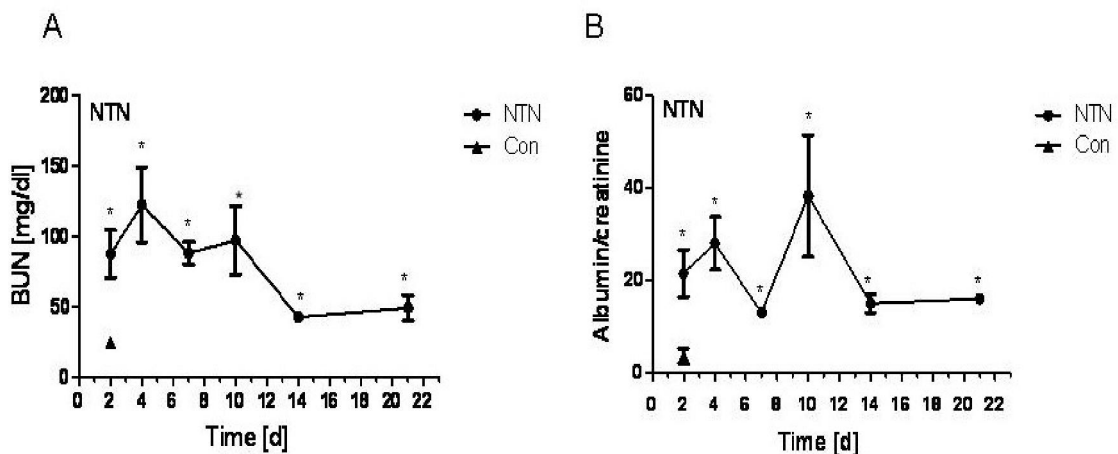 A
B
NTN
NTN
Con
BUN [mg/dl]
200
150
100
50
0
* * * * * *
0 2 4 6 8 10 12 14 16 18 20 22
Time [d]
NTN
NTN
Con
Albumin/creatinine
60
40
20
0
* * * * * *
0 2 4 6 8 10 12 14 16 18 20 22
Time [d]